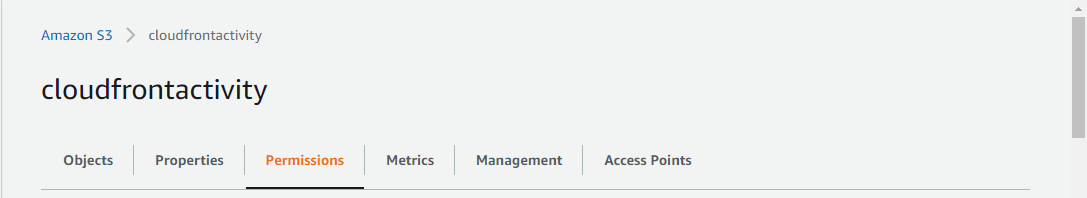 Amazon S3 > cloudfrontactivity
cloudfrontactivity
Objects Properties Permissions Metrics Management Access Points